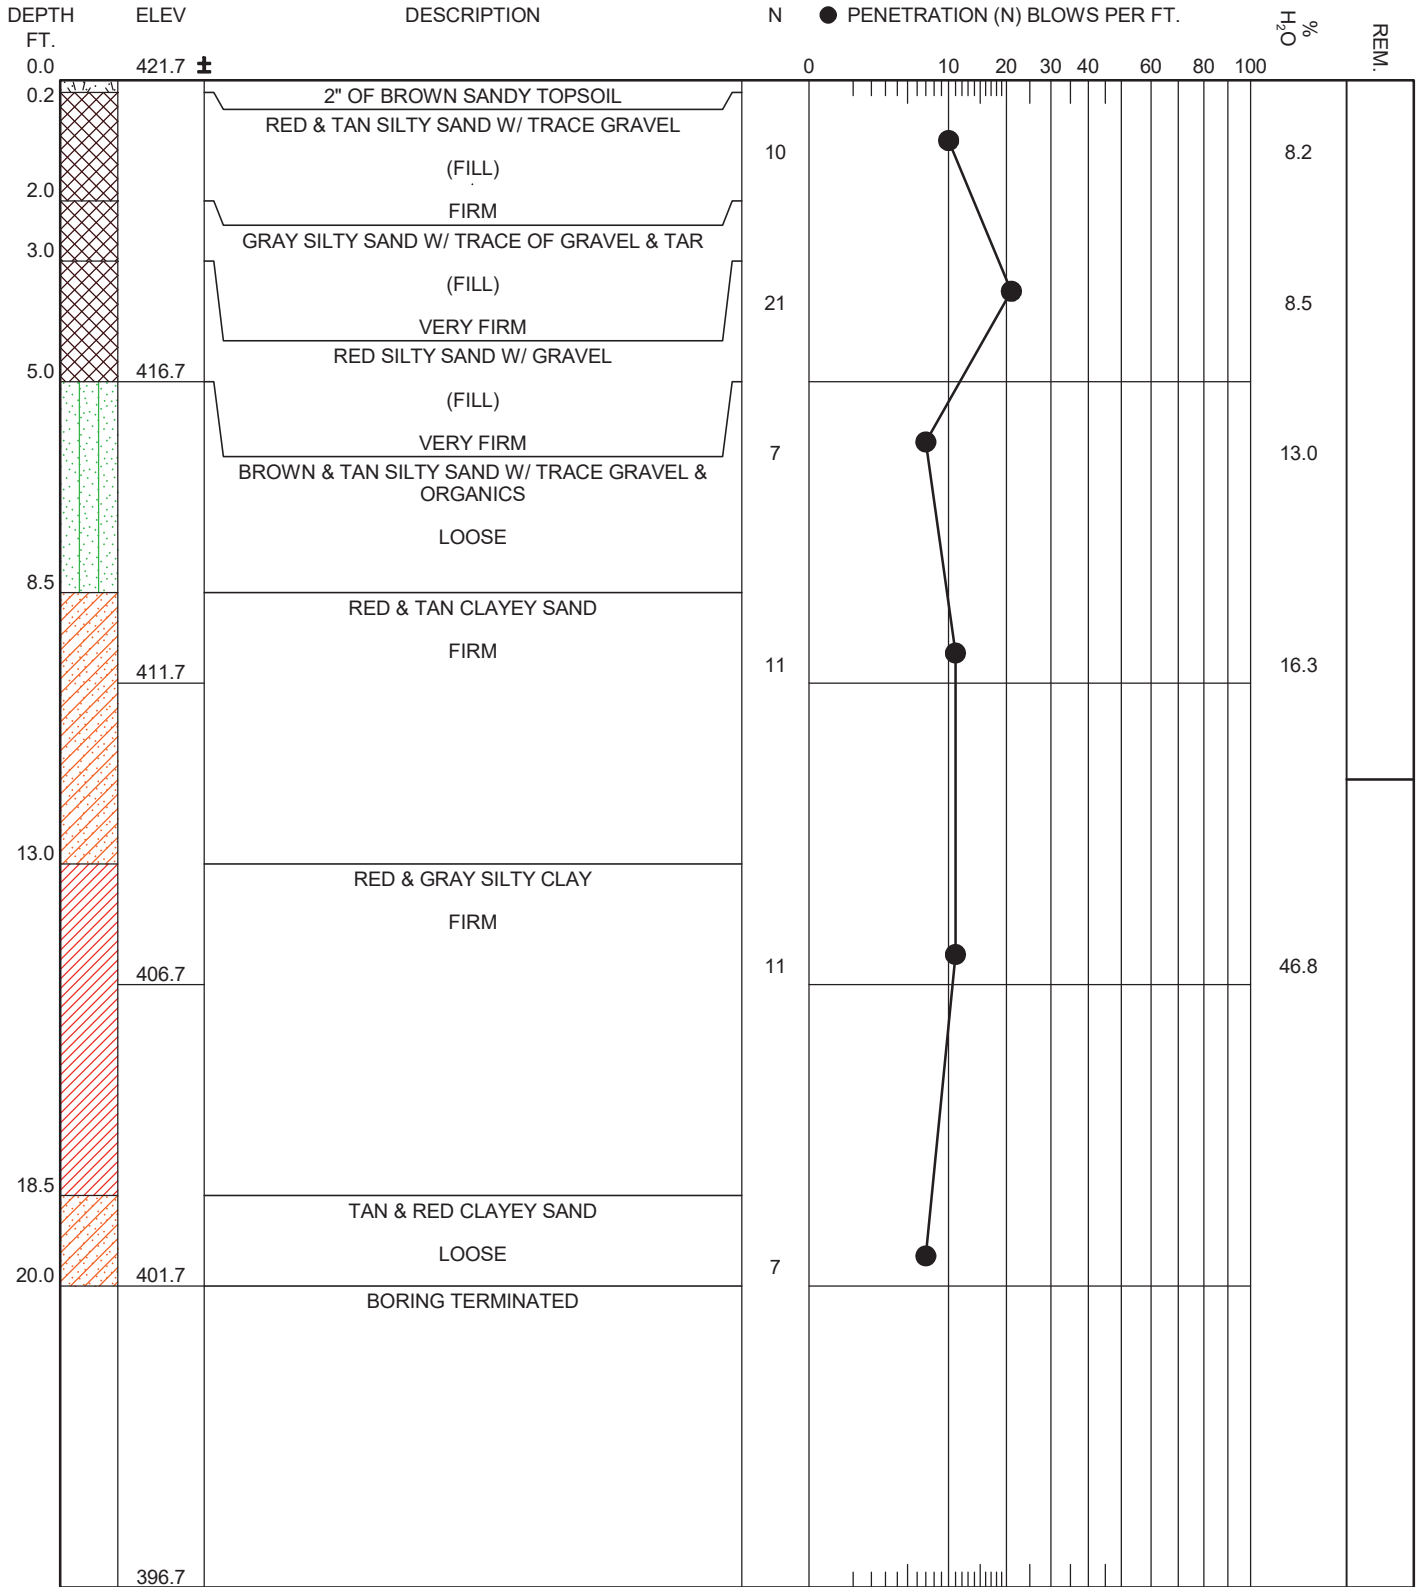 DEPTH ELEV DESCRIPTION N PENETRATION (N) BLOWS PER FT. % H₂O REM.
FT.
0.0 421.7 ± 0 10 20 30 40 60 80 100
0.2 2" OF BROWN SANDY TOPSOIL
RED & TAN SILTY SAND W/ TRACE GRAVEL
10 8.2
(FILL)
2.0
FIRM
GRAY SILTY SAND W/ TRACE OF GRAVEL & TAR
3.0
(FILL)
21 8.5
VERY FIRM
RED SILTY SAND W/ GRAVEL
5.0 416.7
(FILL)
VERY FIRM
7 13.0
BROWN & TAN SILTY SAND W/ TRACE GRAVEL &
ORGANICS
LOOSE
8.5
RED & TAN CLAYEY SAND
FIRM
11 16.3
411.7
13.0
RED & GRAY SILTY CLAY
FIRM
11 46.8
406.7
18.5
TAN & RED CLAYEY SAND
LOOSE
7
20.0 401.7
BORING TERMINATED
396.7